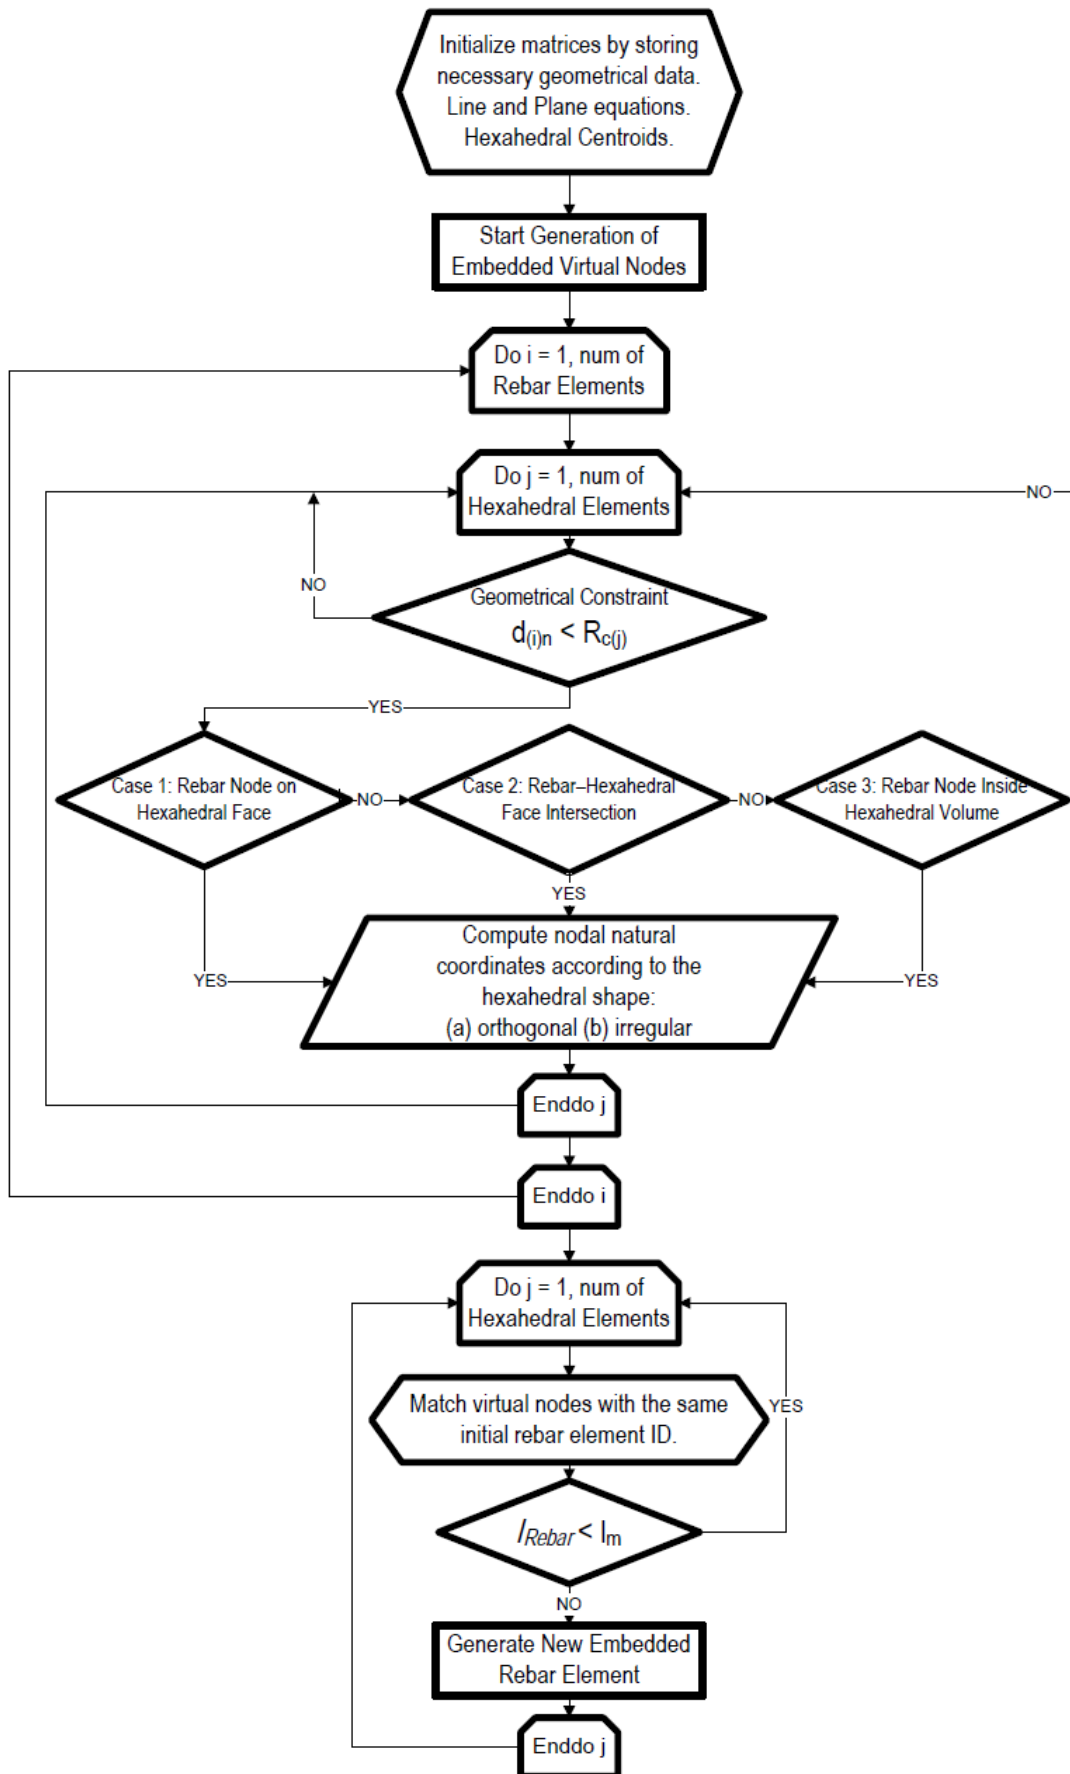 Initialize matrices by storing
necessary geometrical data.
Line and Plane equations.
Hexahedral Centroids.
Start Generation of
Embedded Virtual Nodes
Do i = 1, num of
Rebar Elements
Do j = 1, num of
Hexahedral Elements
NO
NO
Geometrical Constraint
d(i)n < Rc(j)
YES
Case 1: Rebar Node on
Hexahedral Face
NO
Case 2: Rebar–Hexahedral
Face Intersection
NO
Case 3: Rebar Node Inside
Hexahedral Volume
YES
YES
YES
Compute nodal natural
coordinates according to the
hexahedral shape:
(a) orthogonal (b) irregular
Enddo j
Enddo i
Do j = 1, num of
Hexahedral Elements
Match virtual nodes with the same
initial rebar element ID.
YES
lRebar < lm
NO
Generate New Embedded
Rebar Element
Enddo j